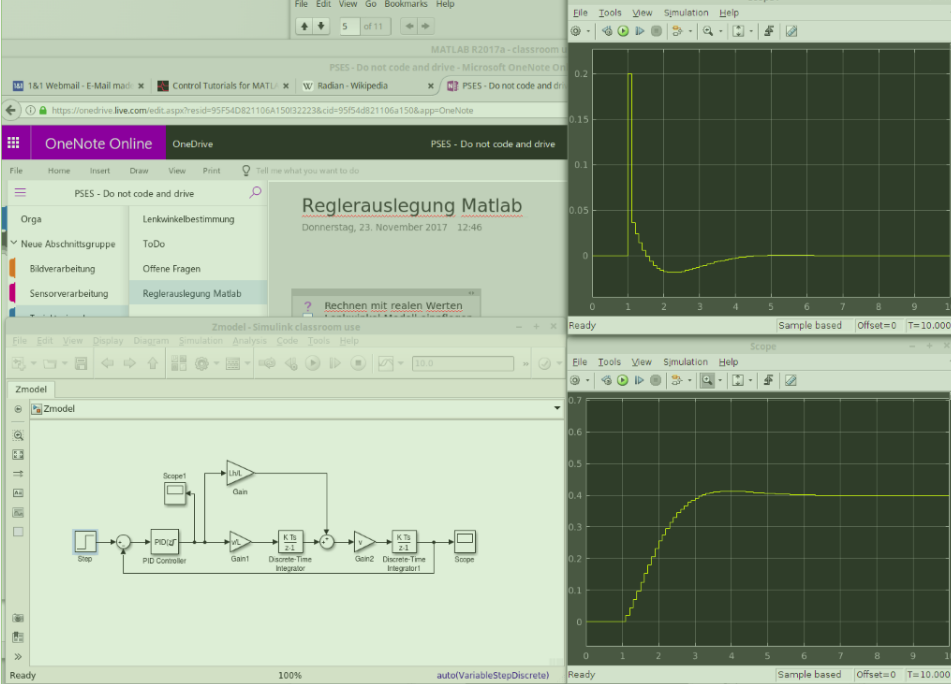 File Edit View Go Bookmarks Help
5 of 11
MATLAB R2017a - classroom u
PSES - Do not code and drive - Microsoft OneNote On
1&1 Webmail - E-Mail made
Control Tutorials for MATL
Radian - Wikipedia
PSES - Do not code and dri
https://onedrive.live.com/edit.aspx?resid=95F54D821106A150!32223&cid=95f54d821106a150&app=OneNote
OneNote Online
OneDrive
PSES - Do not code and drive
File Home Insert Draw View Print Tell me what you want to do
PSES - Do not code and drive
Orga
Neue Abschnittsgruppe
Bildverarbeitung
Sensorverarbeitung
Lenkwinkelbestimmung
ToDo
Offene Fragen
Reglerauslegung Matlab
Reglerauslegung Matlab
Donnerstag, 23. November 2017 12:46
Rechnen mit realen Werten
Zmodel - Simulink classroom use
File Edit View Display Diagram Simulation Analysis Code Tools Help
10.0
Zmodel
Zmodel
Scope1
Lh/L
Gain
Step
PID(z)
PID Controller
v/L
Gain1
K Ts
z-1
Discrete-Time
Integrator
v
Gain2
K Ts
z-1
Discrete-Time
Integrator1
Scope
Ready
100%
auto(VariableStepDiscrete)
File Tools View Simulation Help
0.2
0.15
0.1
0.05
0
0 1 2 3 4 5 6 7 8 9
Ready
Sample based Offset=0 T=10.000
Scope
File Tools View Simulation Help
0.7
0.6
0.5
0.4
0.3
0.2
0.1
0
0 1 2 3 4 5 6 7 8 9
Ready
Sample based Offset=0 T=10.000